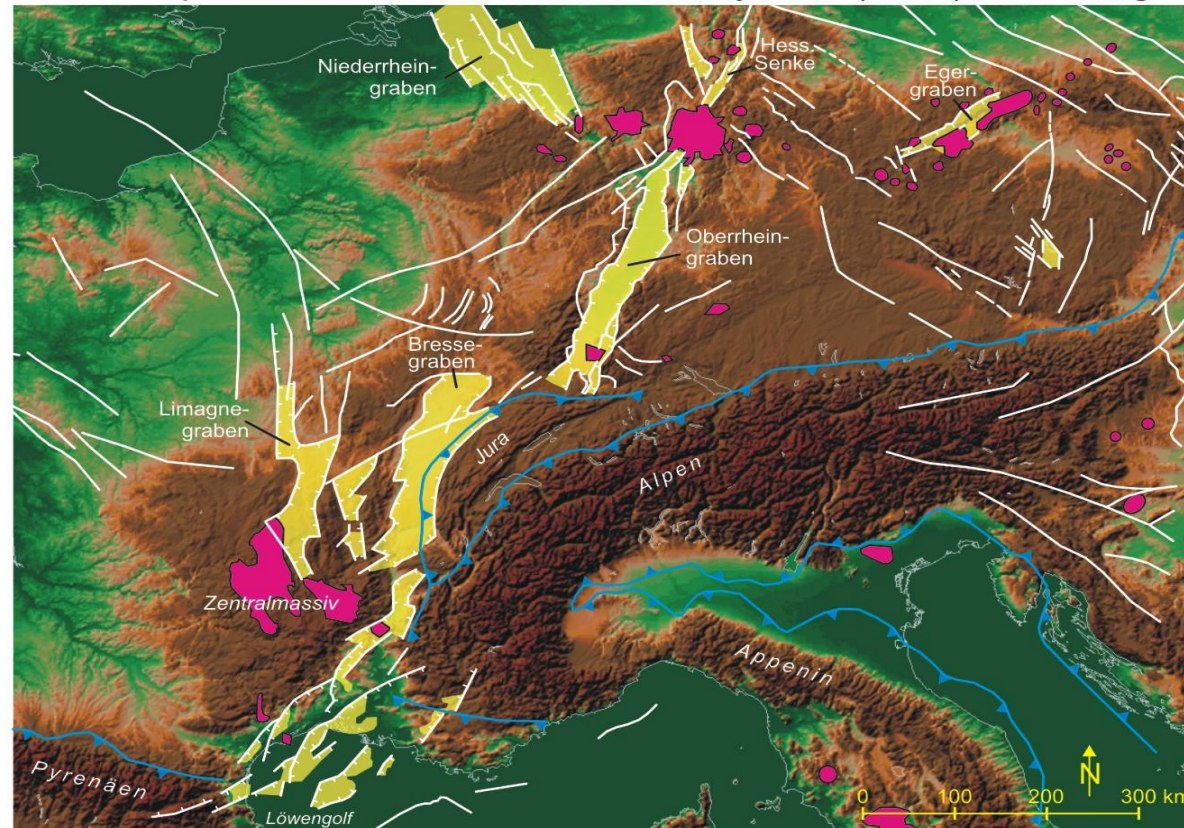 Niederrhein-
graben
Hess.
Senke
Eger-
graben
Oberrhein-
graben
Bresse-
graben
Limagne-
graben
Jura
Alpen
Zentralmassiv
Appenin
Pyrenäen
Löwengolf
N
0 100 200 300 km